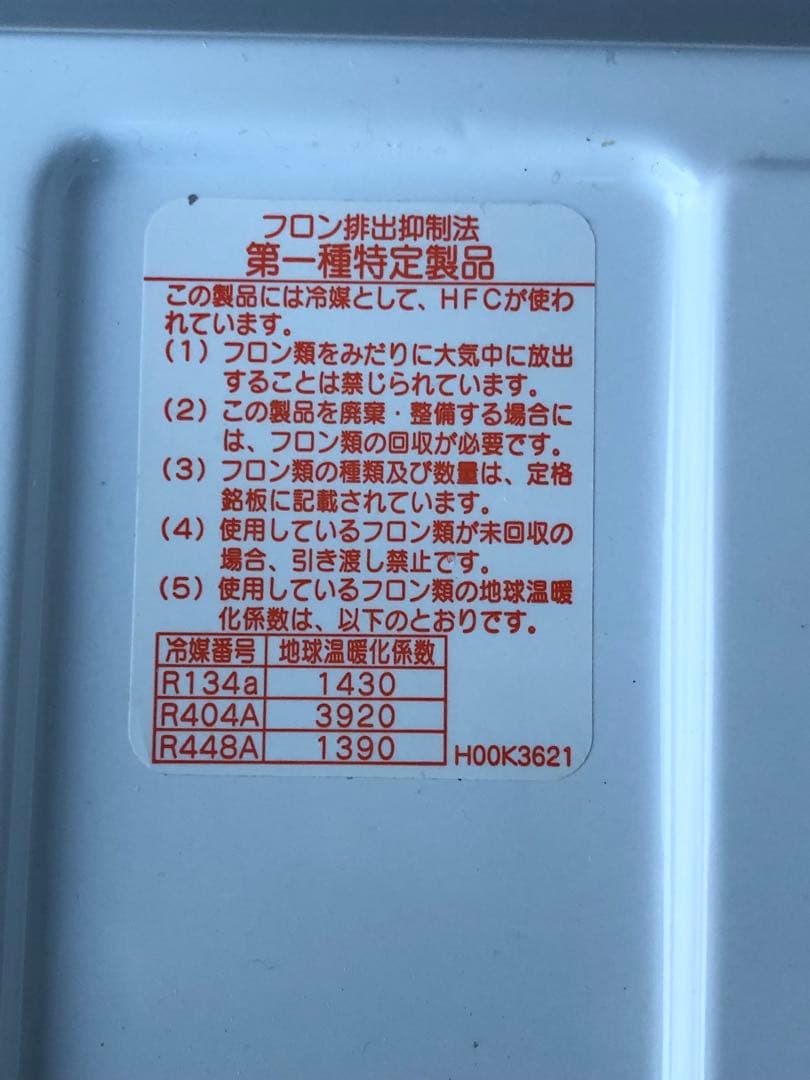 フロン排出抑制法
第一種特定製品
この製品には冷媒として、HFCが使わ
れています。
(1) フロン類をみだりに大気中に放出
することは禁じられています。
(2) この製品を廃棄・整備する場合に
は、フロン類の回収が必要です。
(3) フロン類の種類及び数量は、定格
銘板に記載されています。
(4) 使用しているフロン類が未回収の
場合、引き渡し禁止です。
(5) 使用しているフロン類の地球温暖
化係数は、以下のとおりです。
冷媒番号 地球温暖化係数
R134a 1430
R404A 3920
R448A 1390
H00K3621